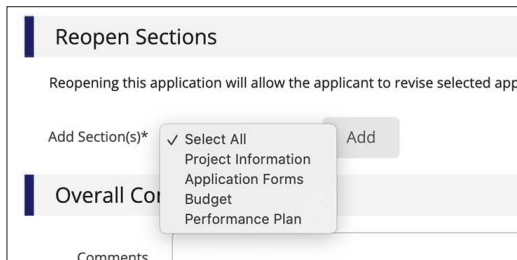 Reopen Sections
Reopening this application will allow the applicant to revise selected app
Add Section(s)* ✓ Select All Add
Project Information
Application Forms
Overall Cor Budget
Performance Plan
Comments